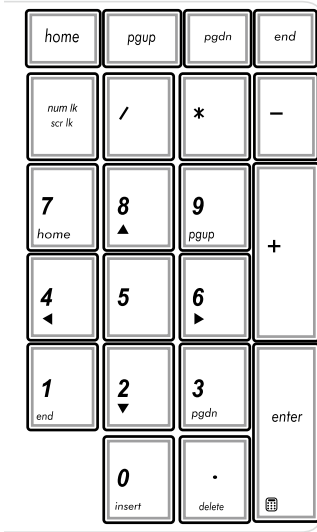 home pgup pgdn end
num lk / * −
scr lk
7 8 9
home pgup
+
4 5 6
1 2 3
end pgdn
enter
0 .
insert delete